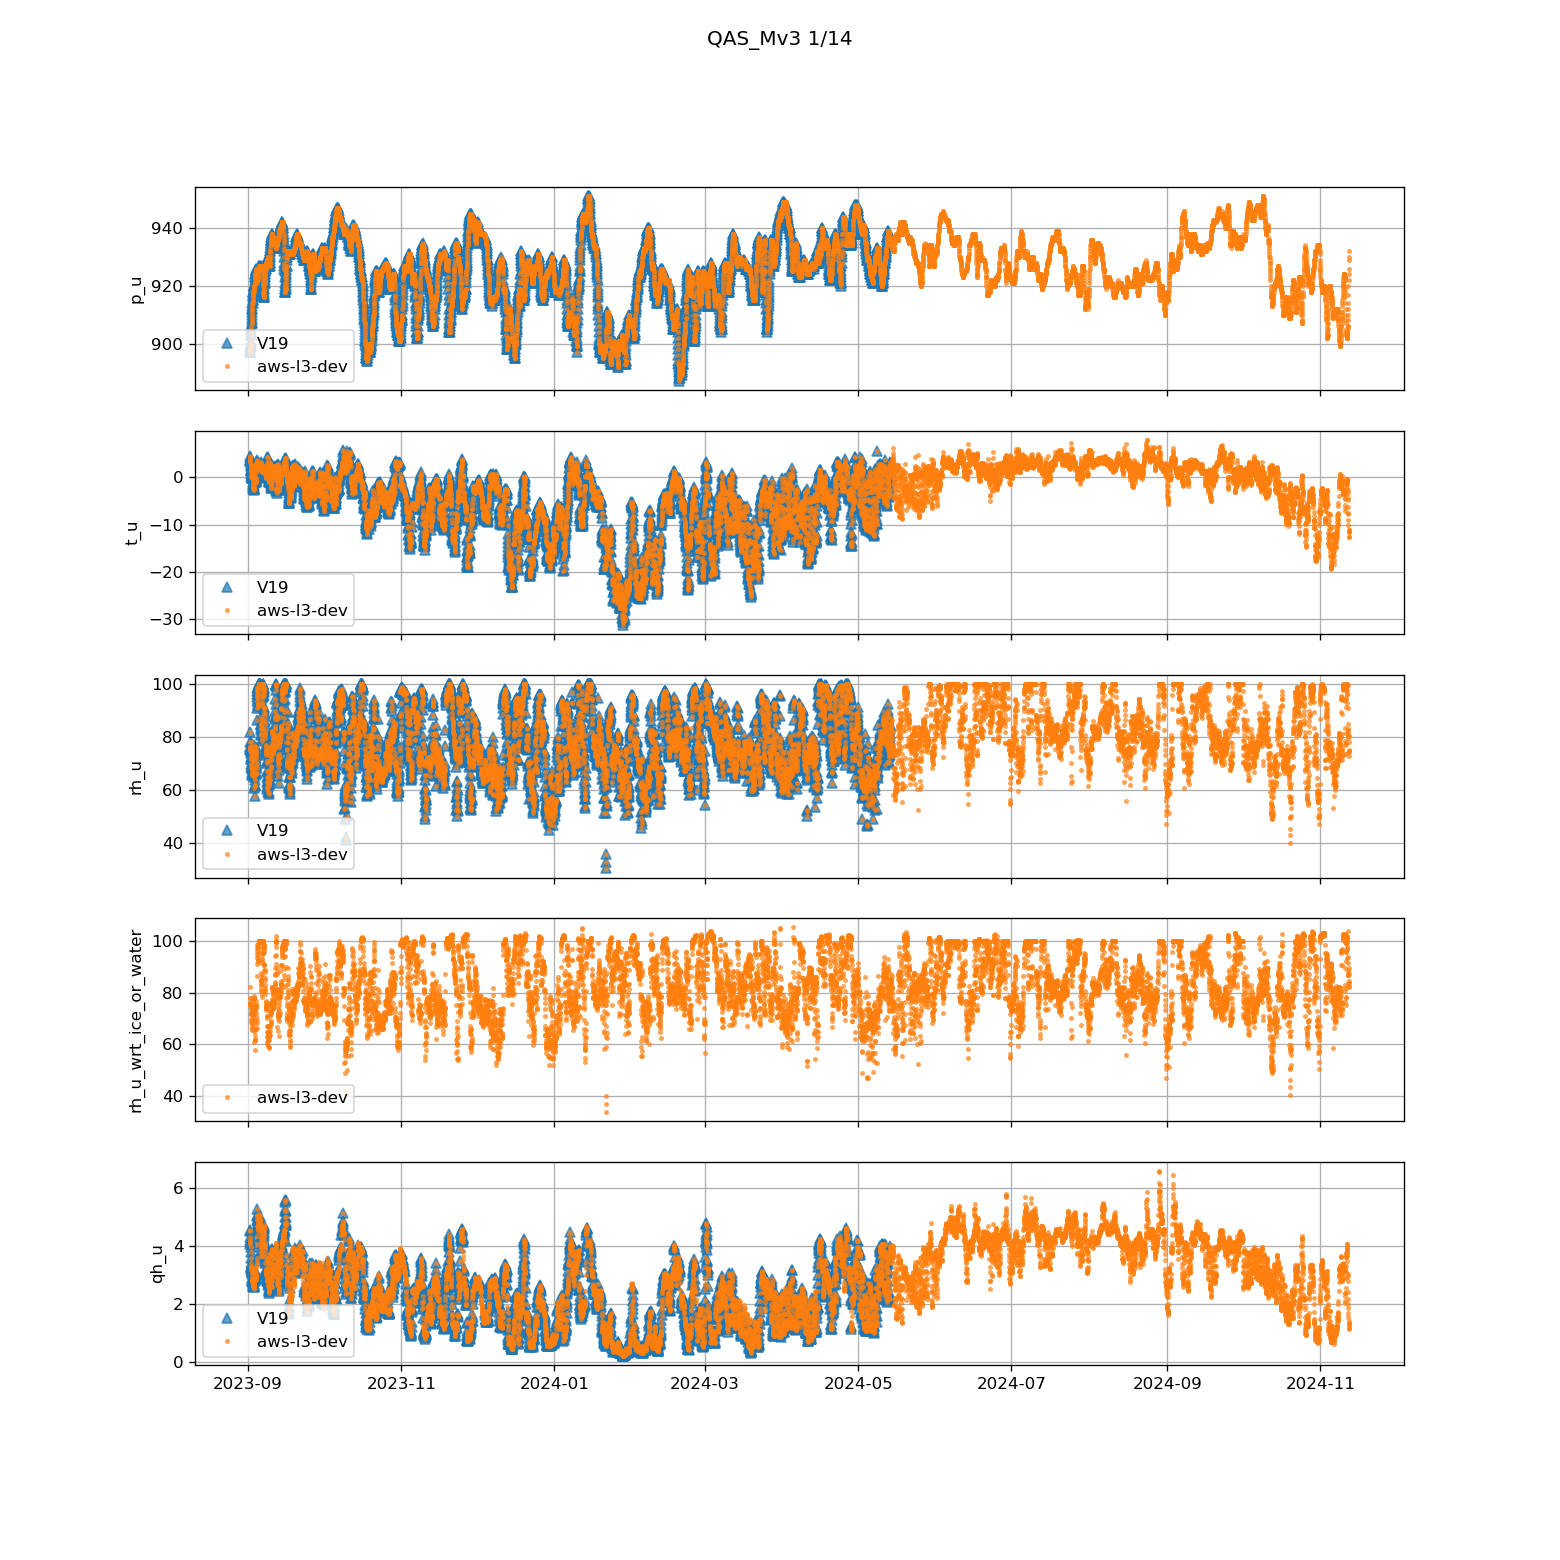 QAS_Mv3 1/14
940
920
900
p_u
V19
aws-l3-dev
0
−10
−20
−30
t_u
V19
aws-l3-dev
100
80
60
40
rh_u
V19
aws-l3-dev
100
80
60
40
rh_u_wrt_ice_or_water
aws-l3-dev
6
4
2
0
qh_u
V19
aws-l3-dev
2023-09 2023-11 2024-01 2024-03 2024-05 2024-07 2024-09 2024-11